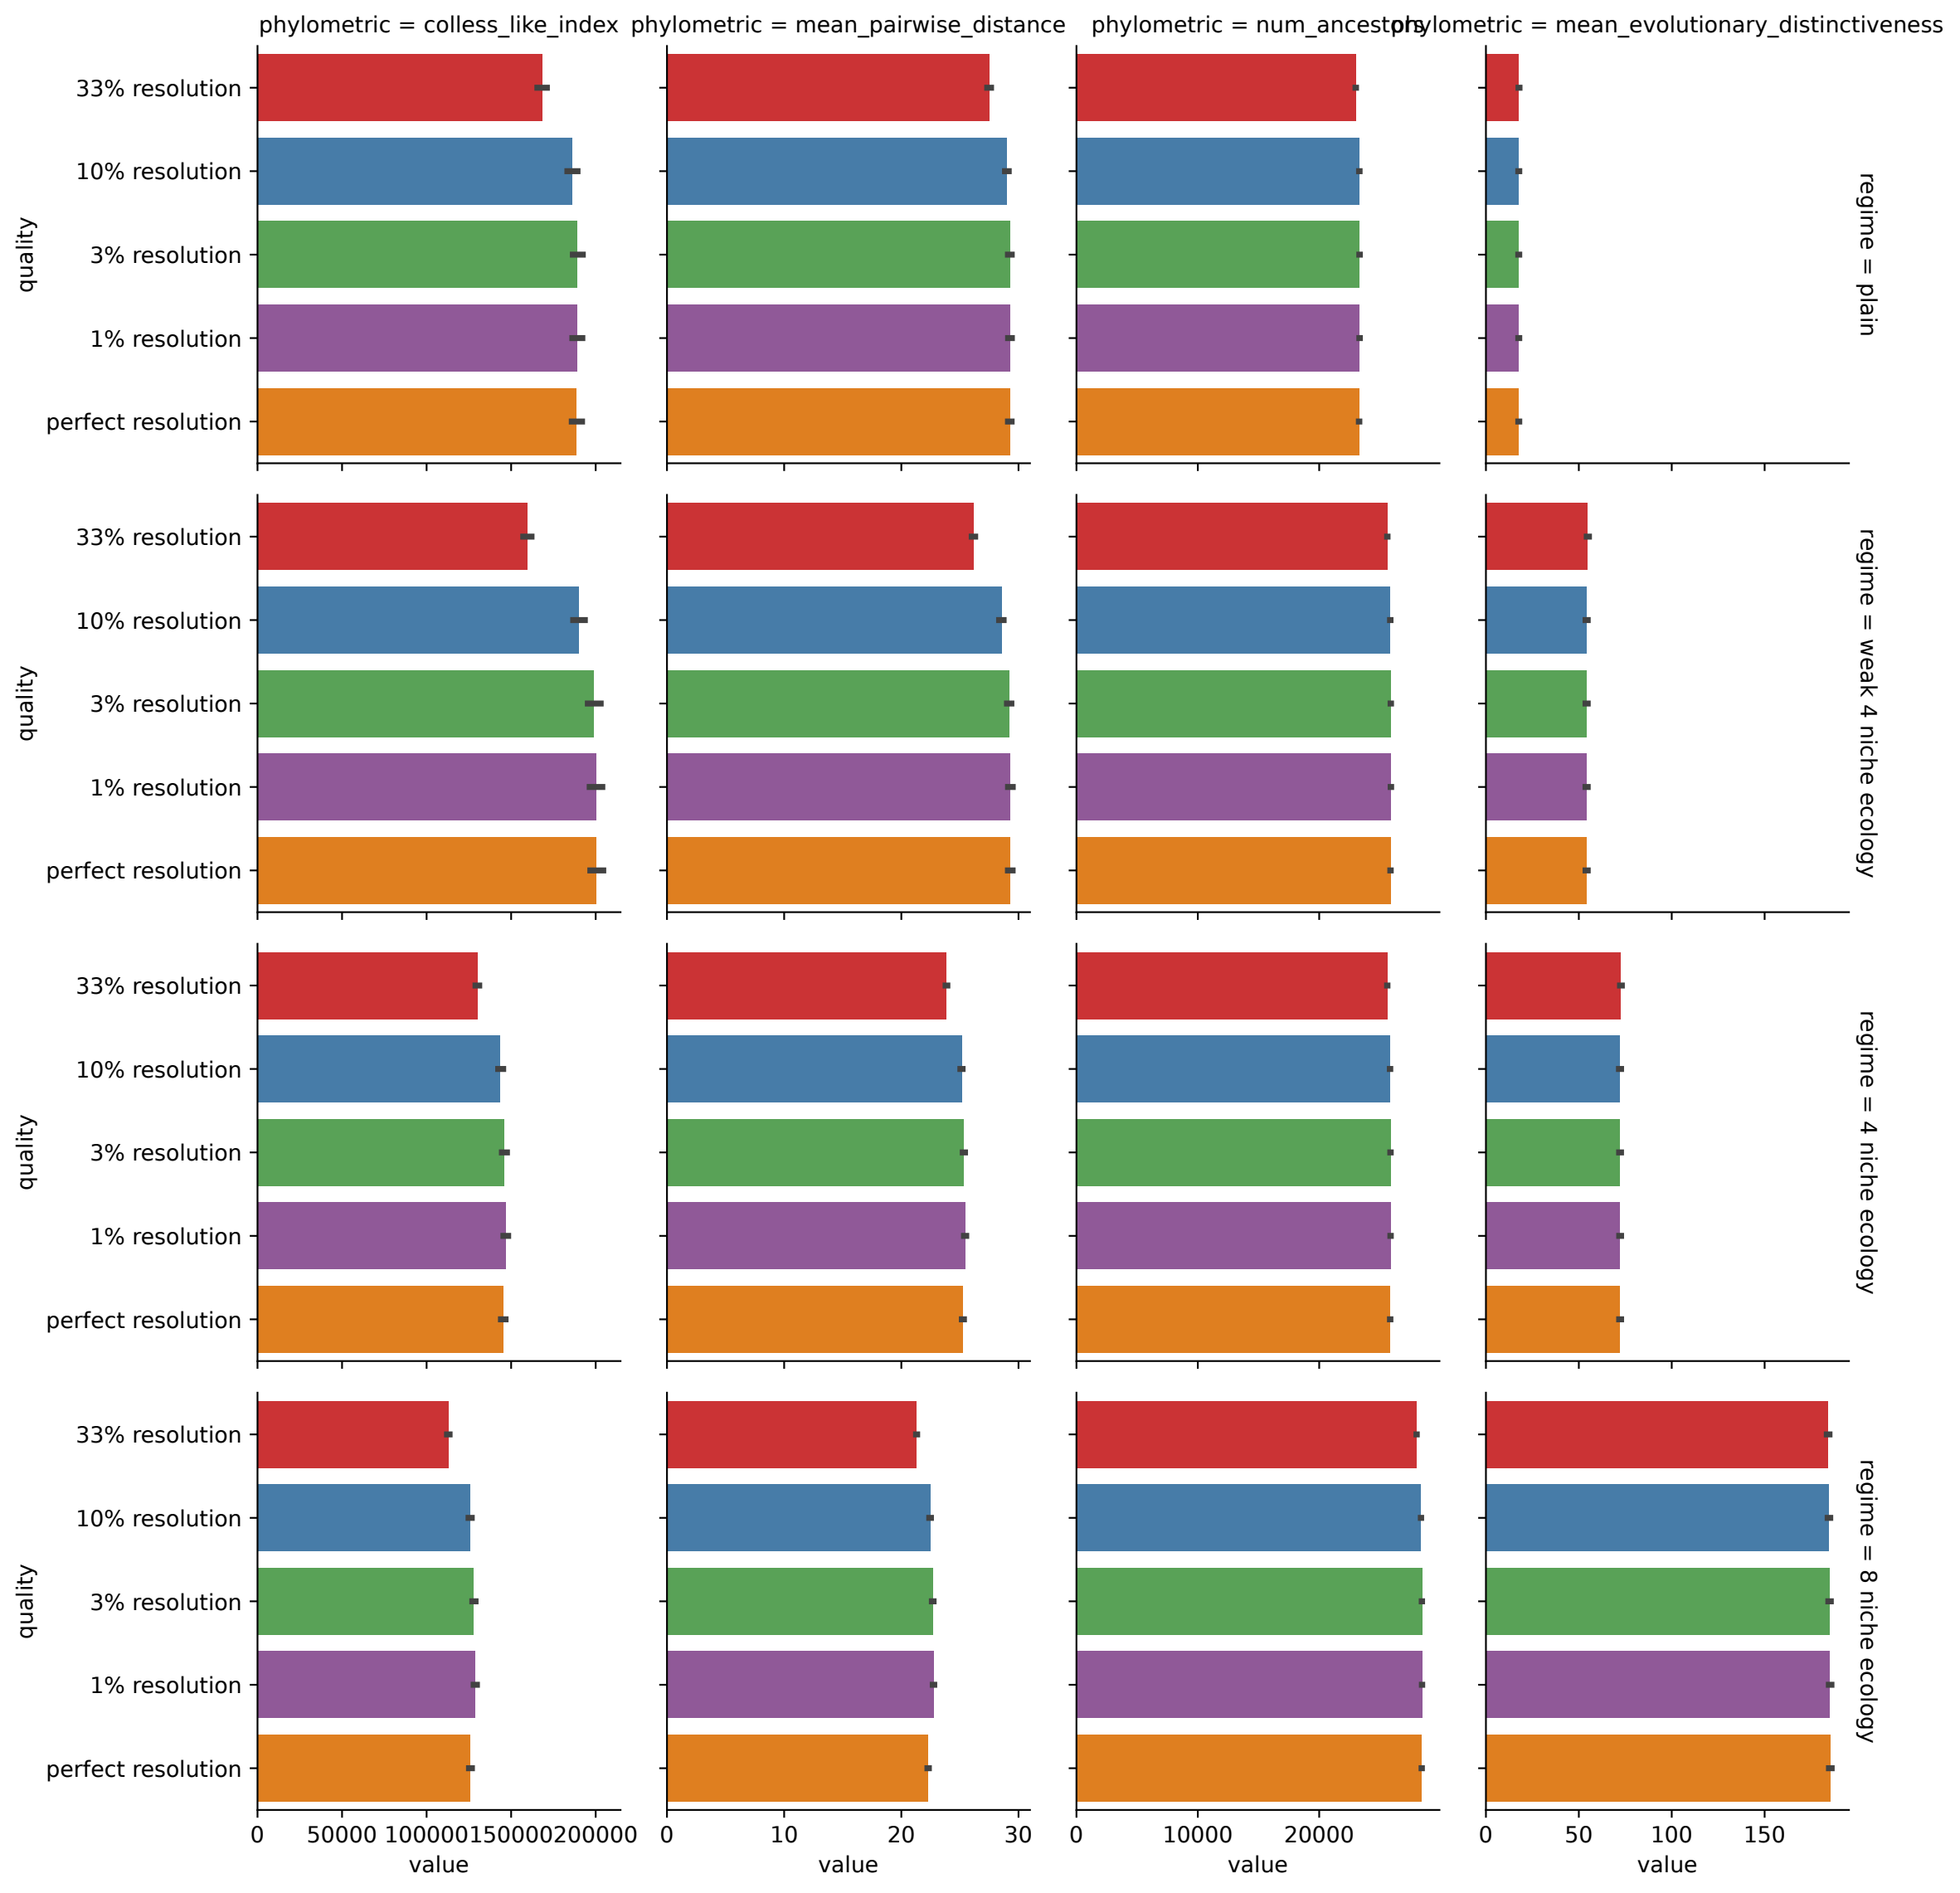 phylometric = colless_like_index
phylometric = mean_pairwise_distance
phylometric = num_ancestors
phylometric = mean_evolutionary_distinctiveness
33% resolution
10% resolution
3% resolution
1% resolution
perfect resolution
quality
regime = plain
33% resolution
10% resolution
3% resolution
1% resolution
perfect resolution
quality
regime = weak 4 niche ecology
33% resolution
10% resolution
3% resolution
1% resolution
perfect resolution
quality
regime = 4 niche ecology
33% resolution
10% resolution
3% resolution
1% resolution
perfect resolution
quality
regime = 8 niche ecology
0 50000 100000 150000 200000
value
0 10 20 30
value
0 10000 20000
value
0 50 100 150
value